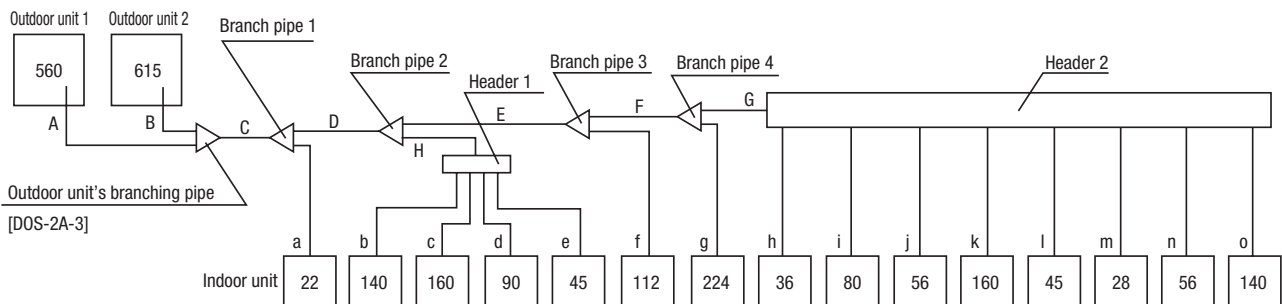 Outdoor unit 1 Outdoor unit 2 Branch pipe 1
Branch pipe 2 Branch pipe 3 Branch pipe 4 Header 2
560 615 Header 1
A B C D E F G
H
Outdoor unit's branching pipe
[DOS-2A-3]
a b c d e f g h i j k l m n o
Indoor unit 22 140 160 90 45 112 224 36 80 56 160 45 28 56 140